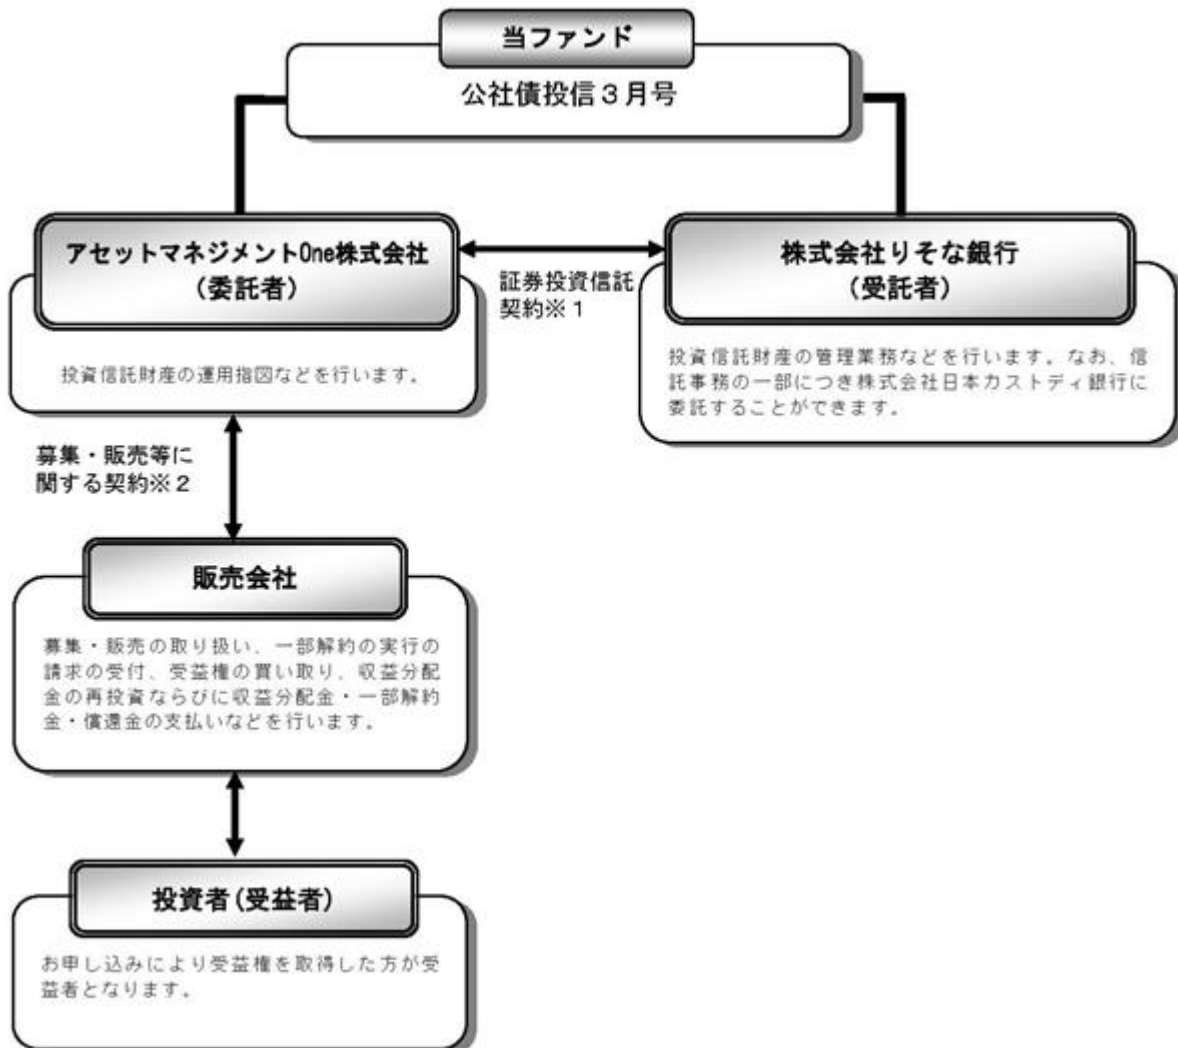 当ファンド
公社債投信３月号
アセットマネジメントOne株式会社
（委託者）
投資信託財産の運用指図などを行います。
証券投資信託
契約※１
株式会社りそな銀行
（受託者）
投資信託財産の管理業務などを行います。なお、信
託事務の一部につき株式会社日本カストディ銀行に
委託することができます。
募集・販売等に
関する契約※２
販売会社
募集・販売の取り扱い、一部解約の実行の
請求の受付、受益権の買い取り、収益分配
金の再投資ならびに収益分配金・一部解約
金・償還金の支払いなどを行います。
投資者(受益者)
お申し込みにより受益権を取得した方が受
益者となります。